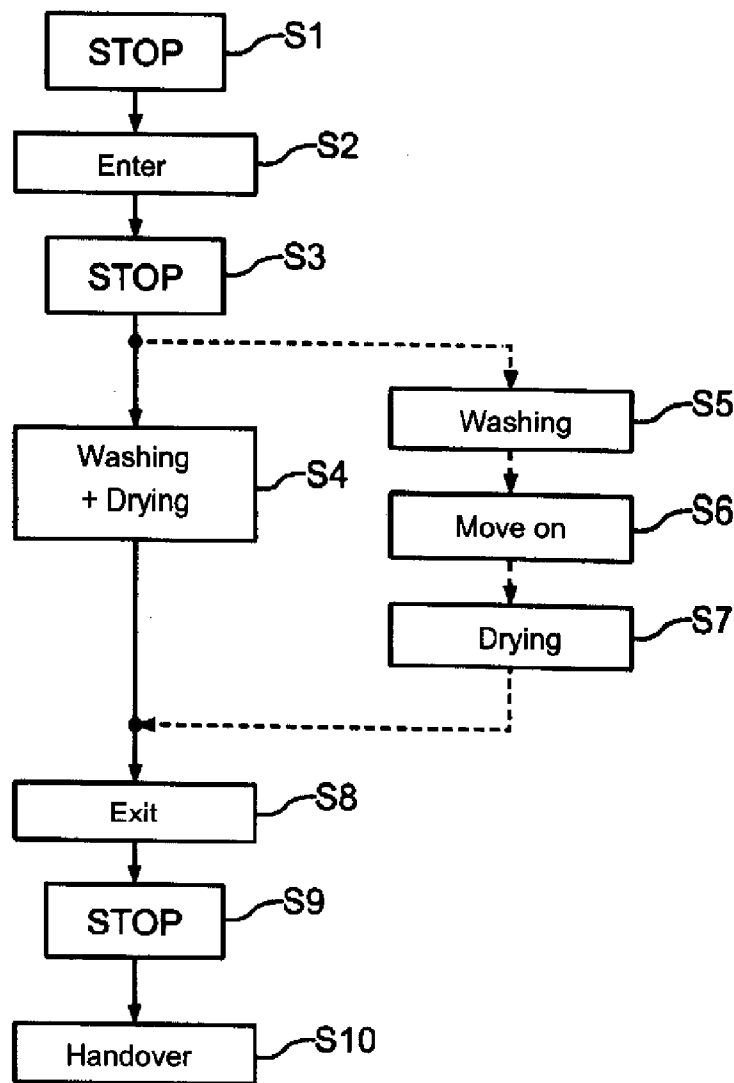 STOP S1
Enter S2
STOP S3
Washing
+ Drying S4
Washing S5
Move on S6
Drying S7
Exit S8
STOP S9
Handover S10